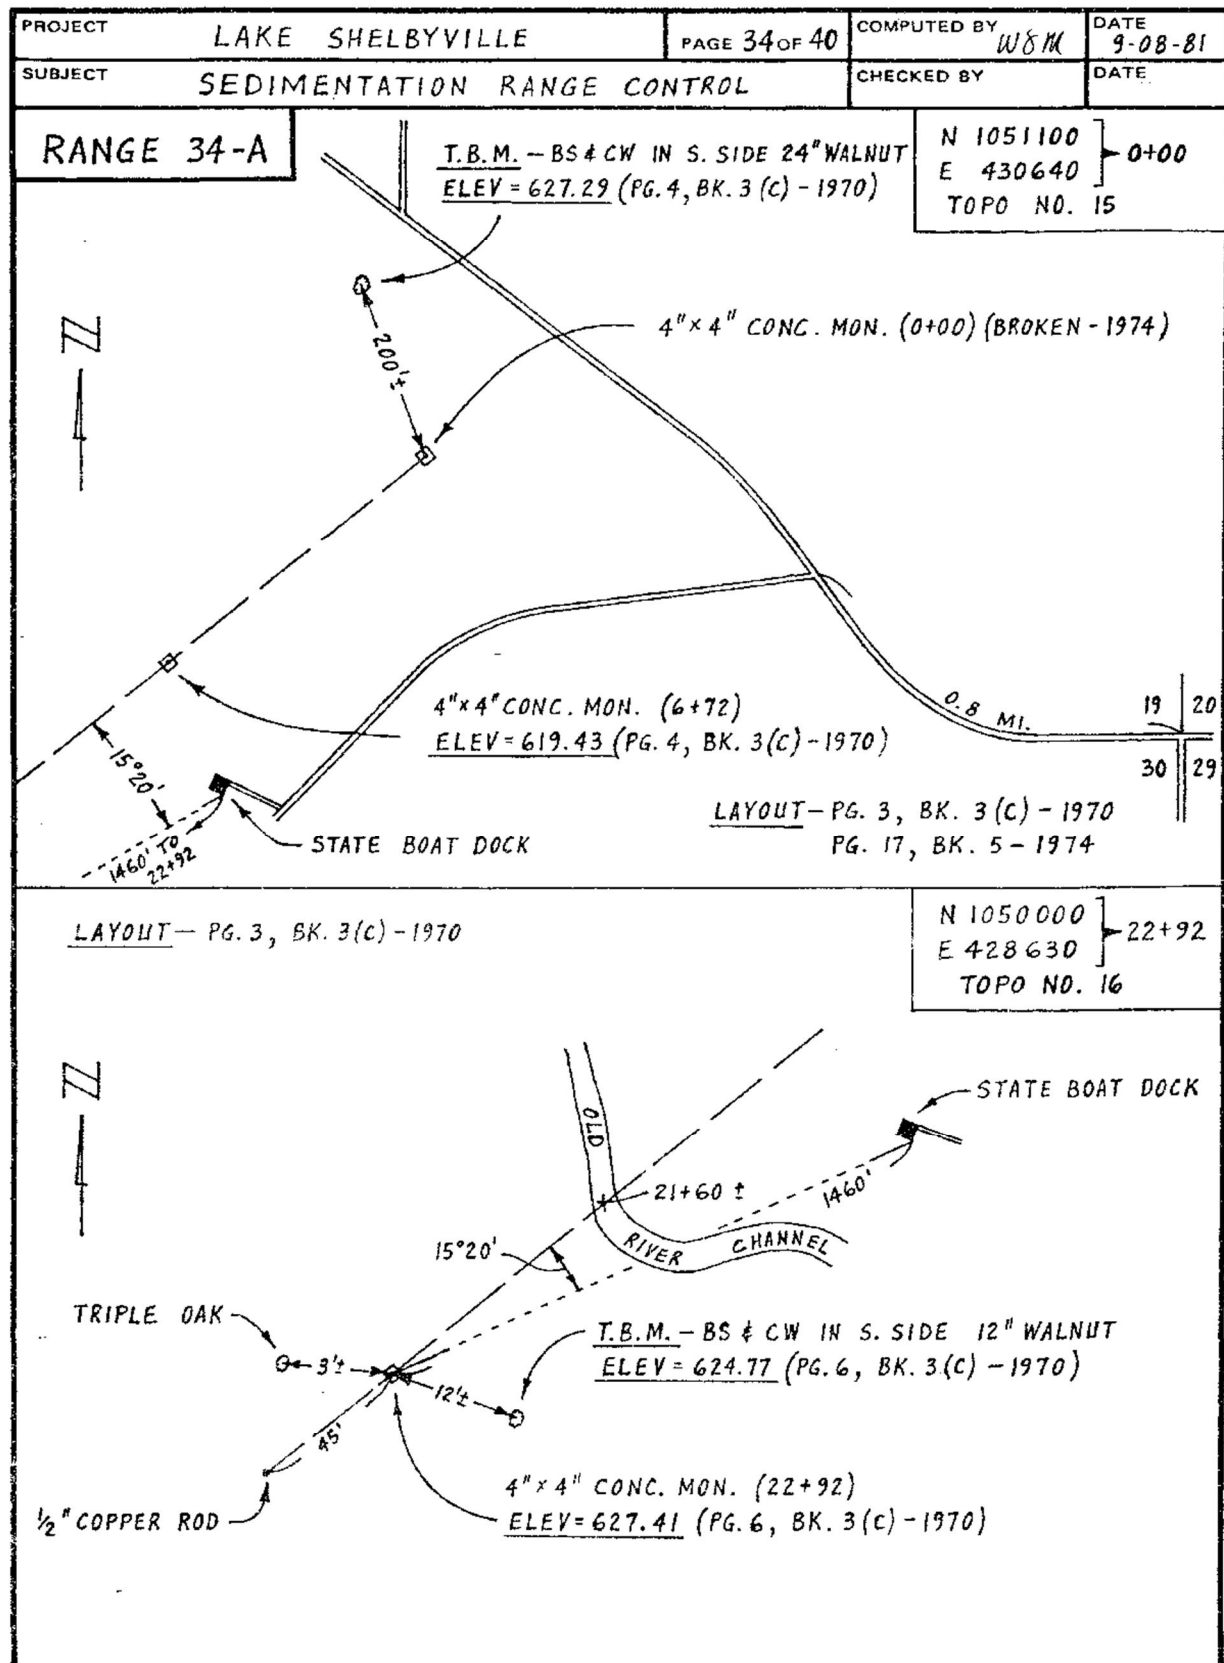 PROJECT
LAKE SHELBYVILLE
PAGE 34 OF 40
COMPUTED BY
DATE
9-08-81
SUBJECT
SEDIMENTATION RANGE CONTROL
CHECKED BY
DATE
RANGE 34-A
T.B.M. - BS & CW IN S. SIDE 24" WALNUT
ELEV = 627.29 (PG. 4, BK. 3 (C) - 1970)
N 1051100
E 430640
0+00
TOPO NO. 15
N
200'±
4" x 4" CONC. MON. (0+00) (BROKEN - 1974)
4" x 4" CONC. MON. (6+72)
ELEV = 619.43 (PG. 4, BK. 3(C) - 1970)
0.8 MI.
19 20
30 29
15°20'
1460' TO
22+92
STATE BOAT DOCK
LAYOUT - PG. 3, BK. 3 (C) - 1970
PG. 17, BK. 5 - 1974
LAYOUT - PG. 3, BK. 3(C) - 1970
N 1050000
E 428630
22+92
TOPO NO. 16
N
OLD
RIVER
CHANNEL
STATE BOAT DOCK
21+60 ±
1460'
15°20'
TRIPLE OAK
3'±
12'±
45'
T.B.M. - BS & CW IN S. SIDE 12" WALNUT
ELEV = 624.77 (PG. 6, BK. 3.(C) - 1970)
1/2" COPPER ROD
4" x 4" CONC. MON. (22+92)
ELEV = 627.41 (PG. 6, BK. 3 (C) - 1970)